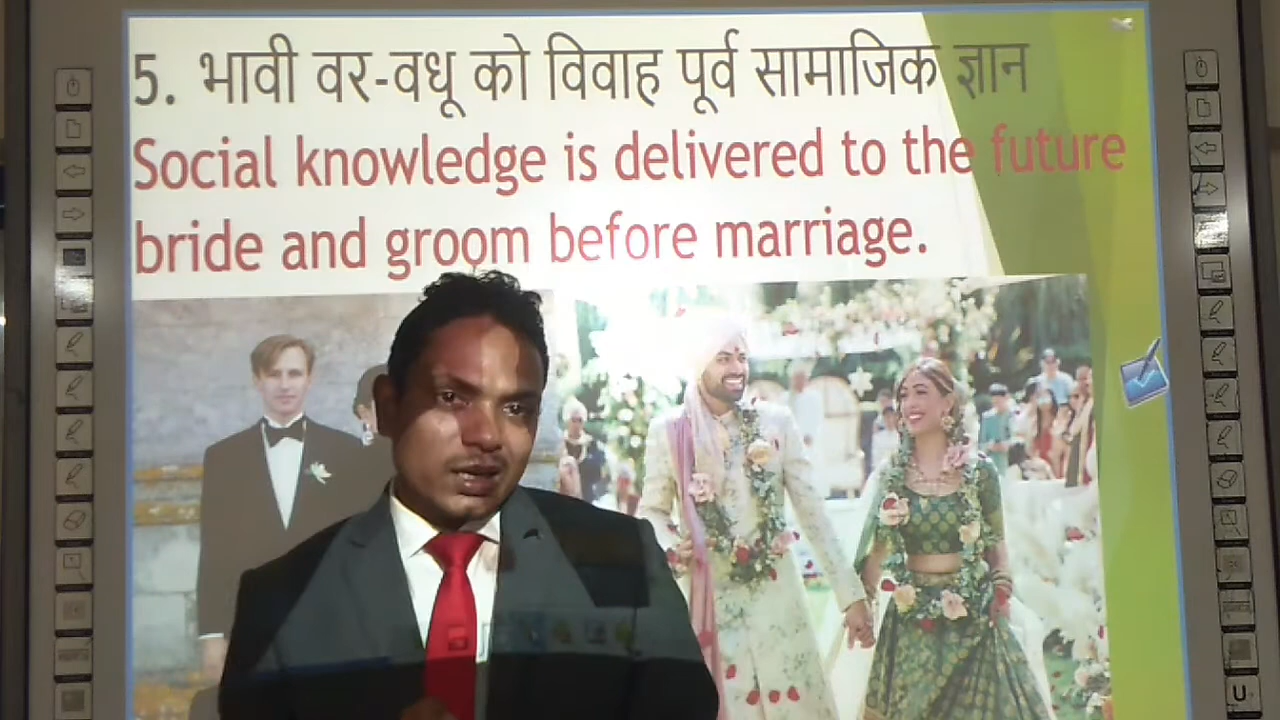 5. भावी वर-वधू को विवाह पूर्व सामाजिक ज्ञान
Social knowledge is delivered to the future
bride and groom before marriage.